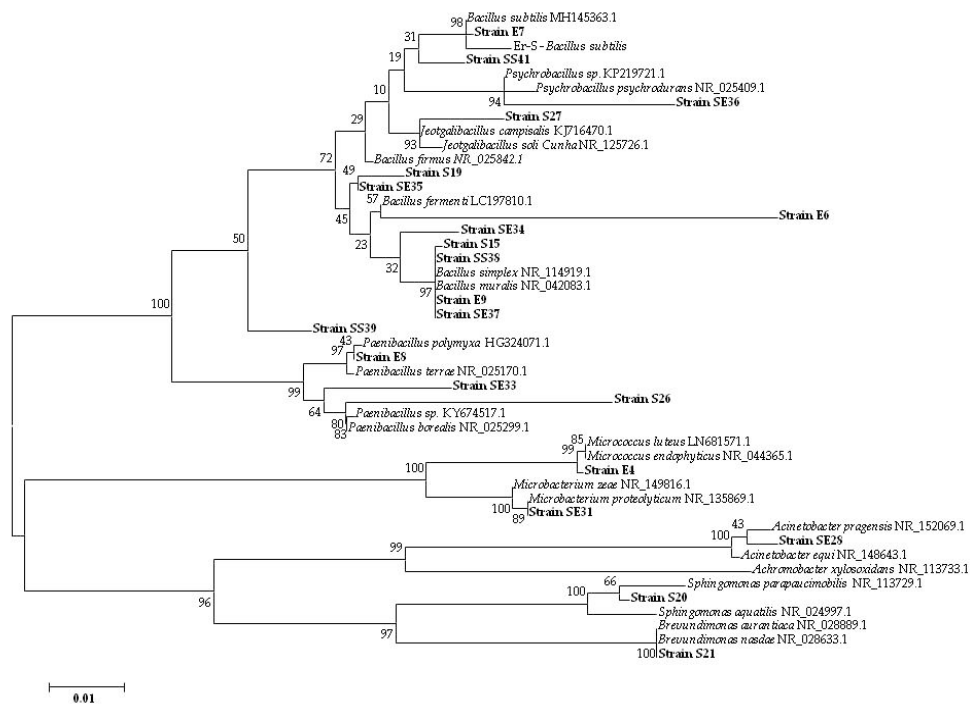 Bacillus subtilis MH145363.1
98
Strain E7
31
Er-S - Bacillus subtilis
19
Strain SS41
Psychrobacillus sp. KP219721.1
10
Psychrobacillus psychrodurans NR_025409.1
94
Strain SE36
29
Strain S27
Jeotgalibacillus campisalis KJ716470.1
93
Jeotgalibacillus soli Cunha NR_125726.1
72
Bacillus firmus NR_025842.1
49
Strain S19
Strain SE35
45
57
Bacillus fermenti LC197810.1
Strain E6
23
Strain SE34
50
Strain S15
Strain SS38
32
Bacillus simplex NR_114919.1
97
Bacillus muralis NR_042083.1
Strain E9
Strain SE37
100
Strain SS39
43
Paenibacillus polymyxa HG324071.1
97
Strain E8
Paenibacillus terrae NR_025170.1
99
Strain SE33
64
Strain S26
Paenibacillus sp. KY674517.1
80
Paenibacillus borealis NR_025299.1
83
85
Micrococcus luteus LN681571.1
99
Micrococcus endophyticus NR_044365.1
100
Strain E4
Microbacterium zeae NR_149816.1
Microbacterium proteolyticum NR_135869.1
100
Strain SE31
89
43
Acinetobacter pragensis NR_152069.1
100
Strain SE28
99
Acinetobacter equi NR_148643.1
Achromobacter xylosoxidans NR_113733.1
66
Sphingomonas parapaucimobilis NR_113729.1
100
Strain S20
96
Sphingomonas aquatilis NR_024997.1
Brevundimonas aurantiaca NR_028889.1
97
Brevundimonas nasdae NR_028633.1
100
Strain S21
0.01